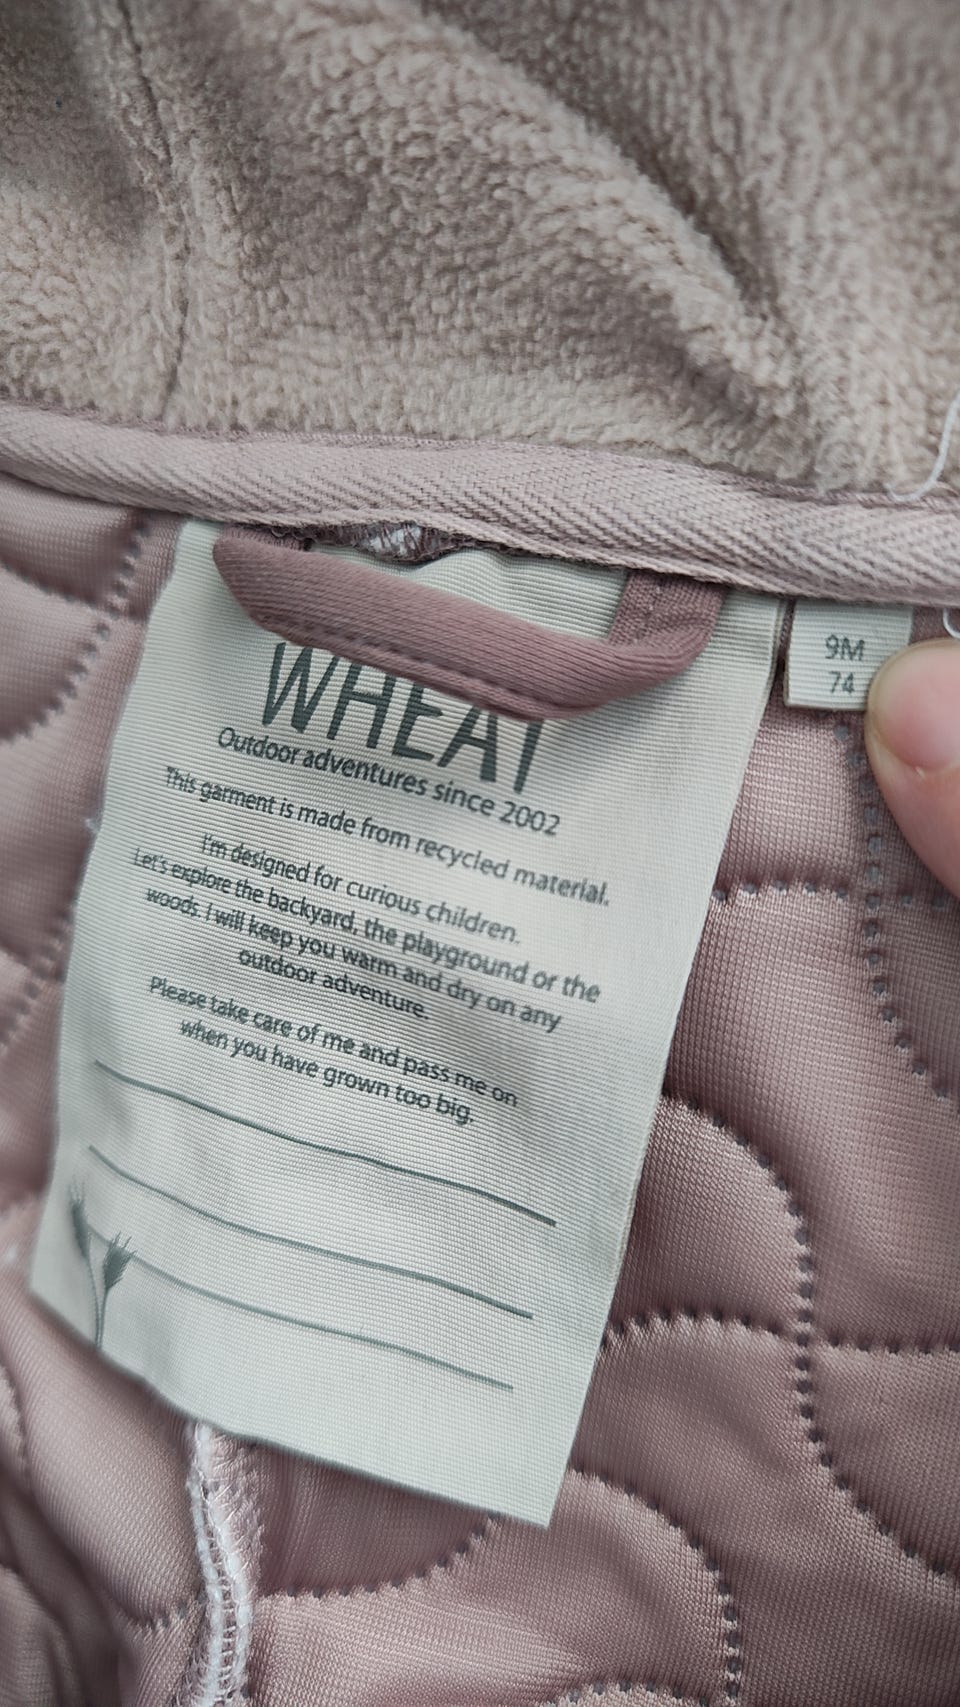 WHEAT
Outdoor adventures since 2002
This garment is made from recycled material.
I'm designed for curious children.
Let's explore the backyard, the playground or the
woods. I will keep you warm and dry on any
outdoor adventure.
Please take care of me and pass me on
when you have grown too big.
9M
74